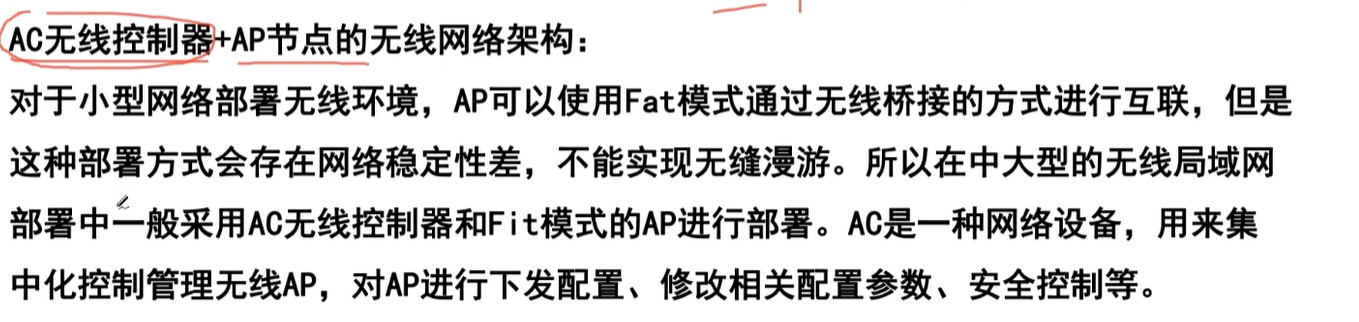 AC无线控制器+AP节点的无线网络架构：
对于小型网络部署无线环境，AP可以使用Fat模式通过无线桥接的方式进行互联，但是
这种部署方式会存在网络稳定性差，不能实现无缝漫游。所以在中大型的无线局域网
部署中一般采用AC无线控制器和Fit模式的AP进行部署。AC是一种网络设备，用来集
中化控制管理无线AP，对AP进行下发配置、修改相关配置参数、安全控制等。